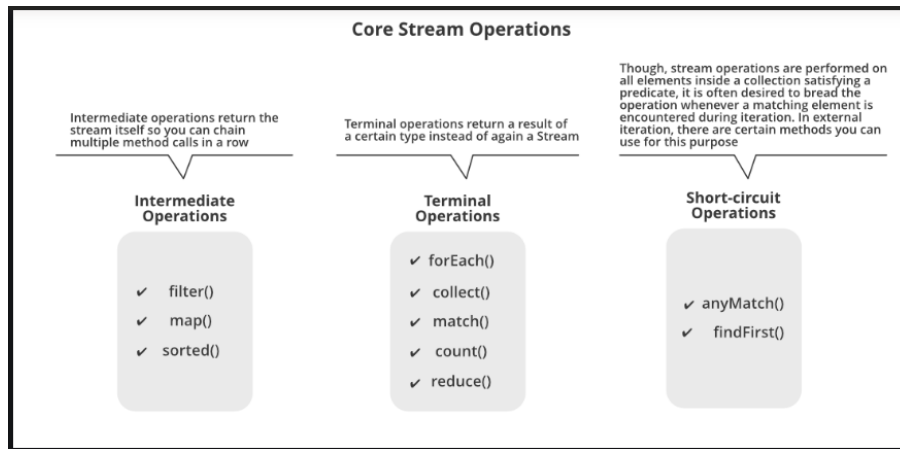 Core Stream Operations
Intermediate operations return the
stream itself so you can chain
multiple method calls in a row
Terminal operations return a result of
a certain type instead of again a Stream
Though, stream operations are performed on
all elements inside a collection satisfying a
predicate, it is often desired to bread the
operation whenever a matching element is
encountered during iteration. In external
iteration, there are certain methods you can
use for this purpose
Intermediate
Operations
✔ filter()
✔ map()
✔ sorted()
Terminal
Operations
✔ forEach()
✔ collect()
✔ match()
✔ count()
✔ reduce()
Short-circuit
Operations
✔ anyMatch()
✔ findFirst()